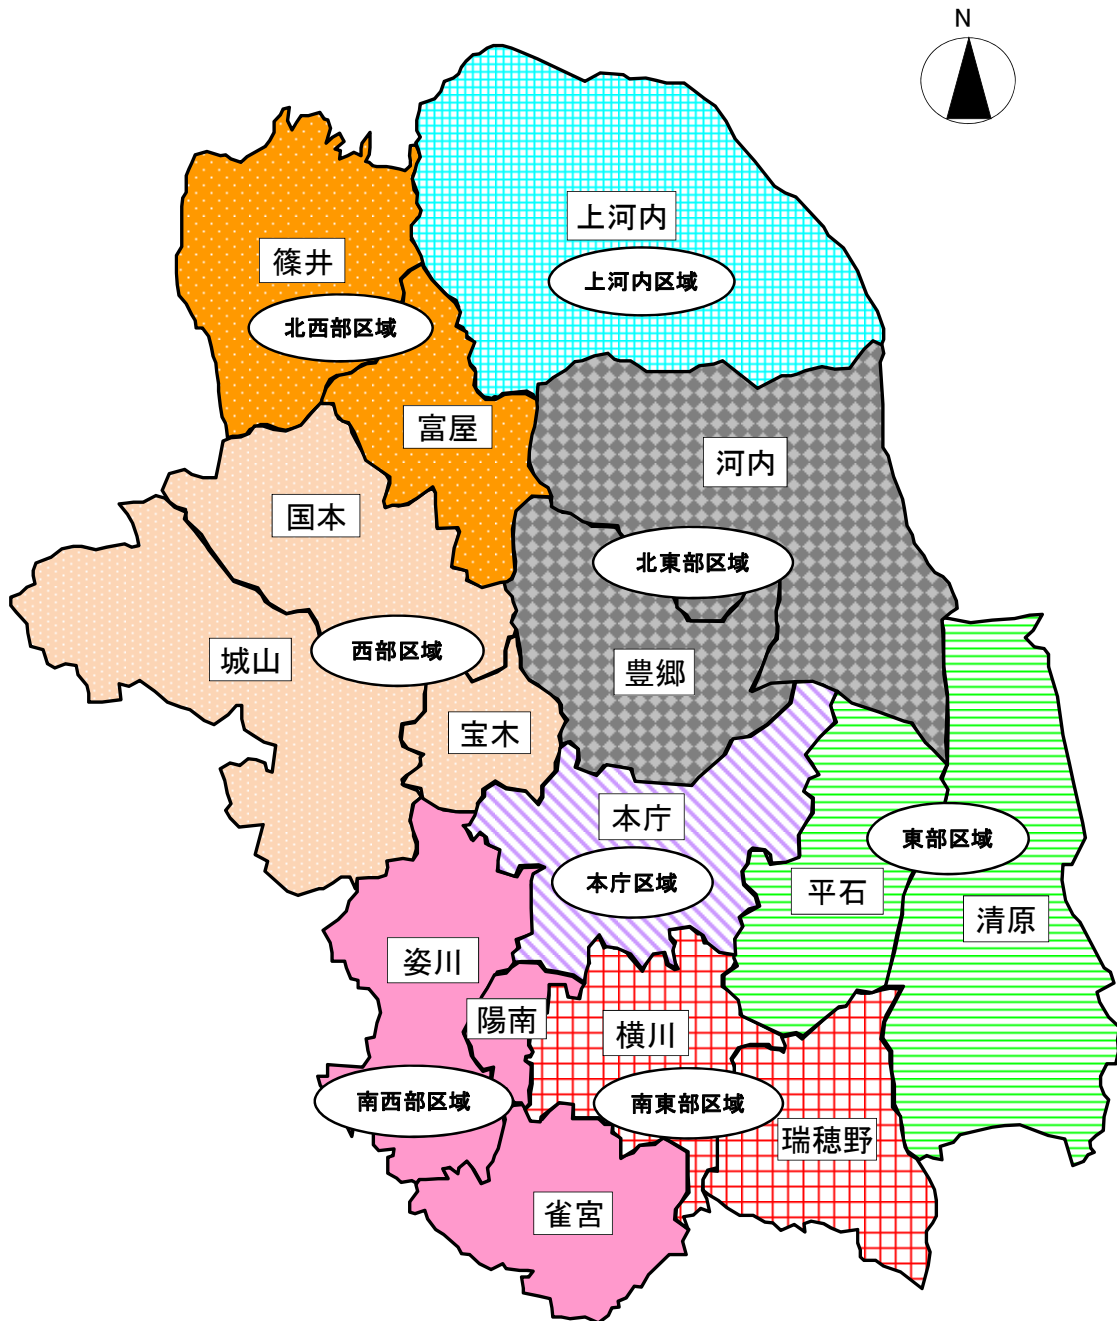 N
上河内
篠井
上河内区域
北西部区域
富屋
河内
国本
北東部区域
城山
西部区域
豊郷
宝木
本庁
東部区域
本庁区域
平石
清原
姿川
陽南
横川
南西部区域
南東部区域
瑞穂野
雀宮